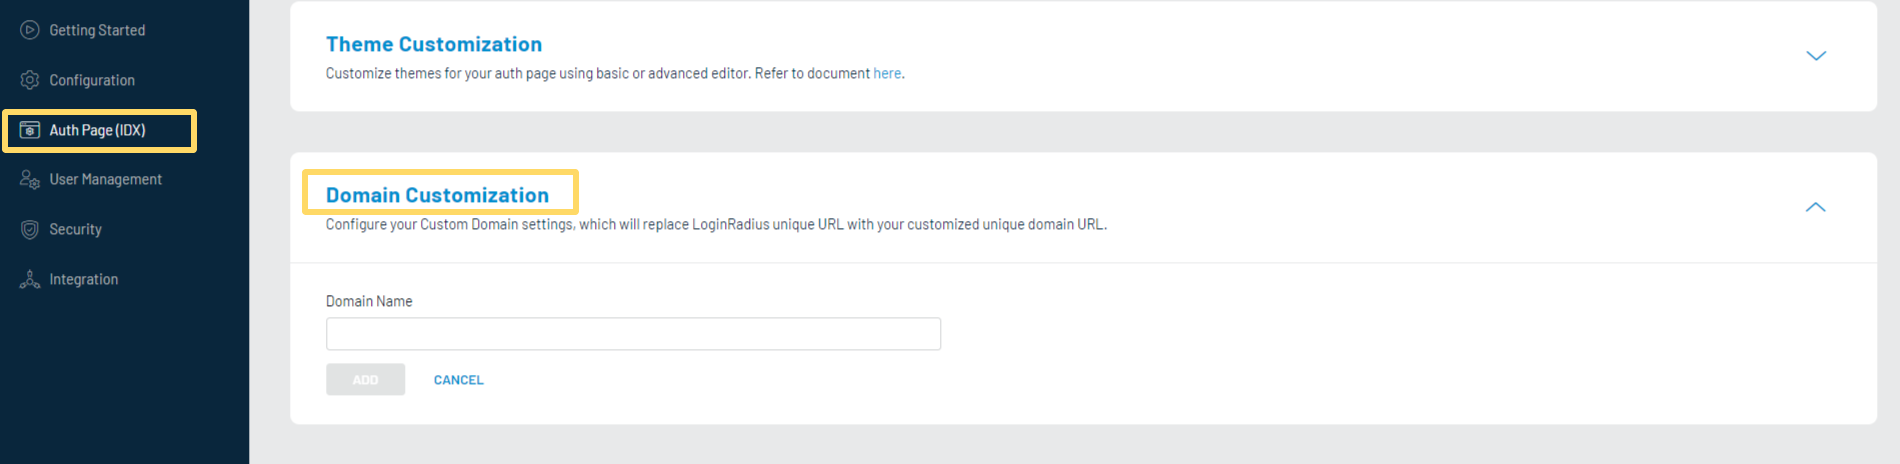 Getting Started
Configuration
Auth Page (IDX)
User Management
Security
Integration
Theme Customization
Customize themes for your auth page using basic or advanced editor. Refer to document here.
Domain Customization
Configure your Custom Domain settings, which will replace LoginRadius unique URL with your customized unique domain URL.
Domain Name
ADD CANCEL